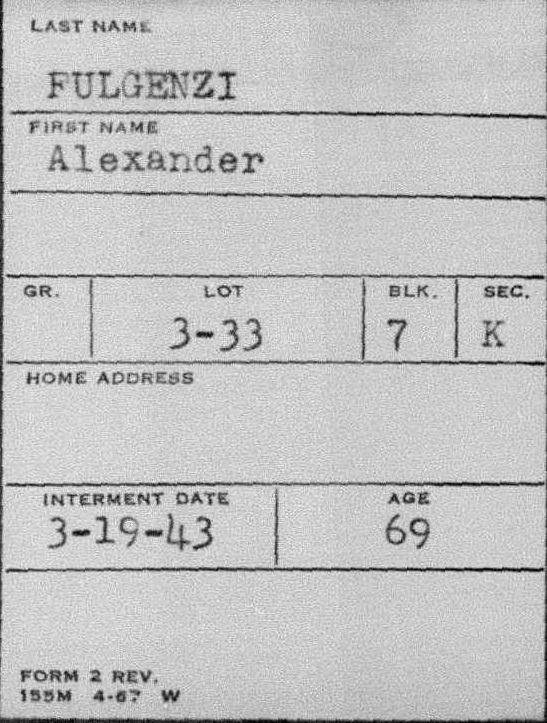 LAST NAME
FULGENZI
FIRST NAME
Alexander
GR. LOT BLK. SEC.
3-33 7 K
HOME ADDRESS
INTERMENT DATE AGE
3-19-43 69
FORM 2 REV.
155M 4-67 W